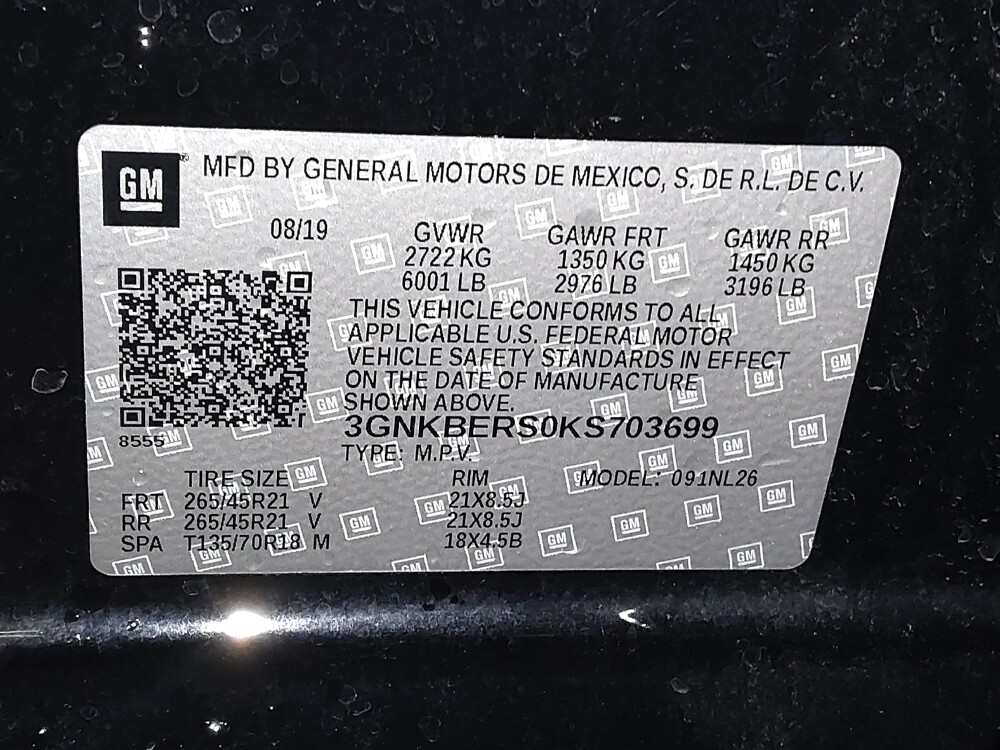 GM
MFD BY GENERAL MOTORS DE MEXICO, S. DE R.L. DE C.V.
08/19 GVWR GAWR FRT GAWR RR
2722 KG 1350 KG 1450 KG
6001 LB 2976 LB 3196 LB
THIS VEHICLE CONFORMS TO ALL
APPLICABLE U.S. FEDERAL MOTOR
VEHICLE SAFETY STANDARDS IN EFFECT
ON THE DATE OF MANUFACTURE
SHOWN ABOVE.
3GNKBERS0KS703699
8555
TYPE: M.P.V.
TIRE SIZE RIM MODEL: 091NL26
FRT 265/45R21 V 21X8.5J
RR 265/45R21 V 21X8.5J
SPA T135/70R18 M 18X4.5B